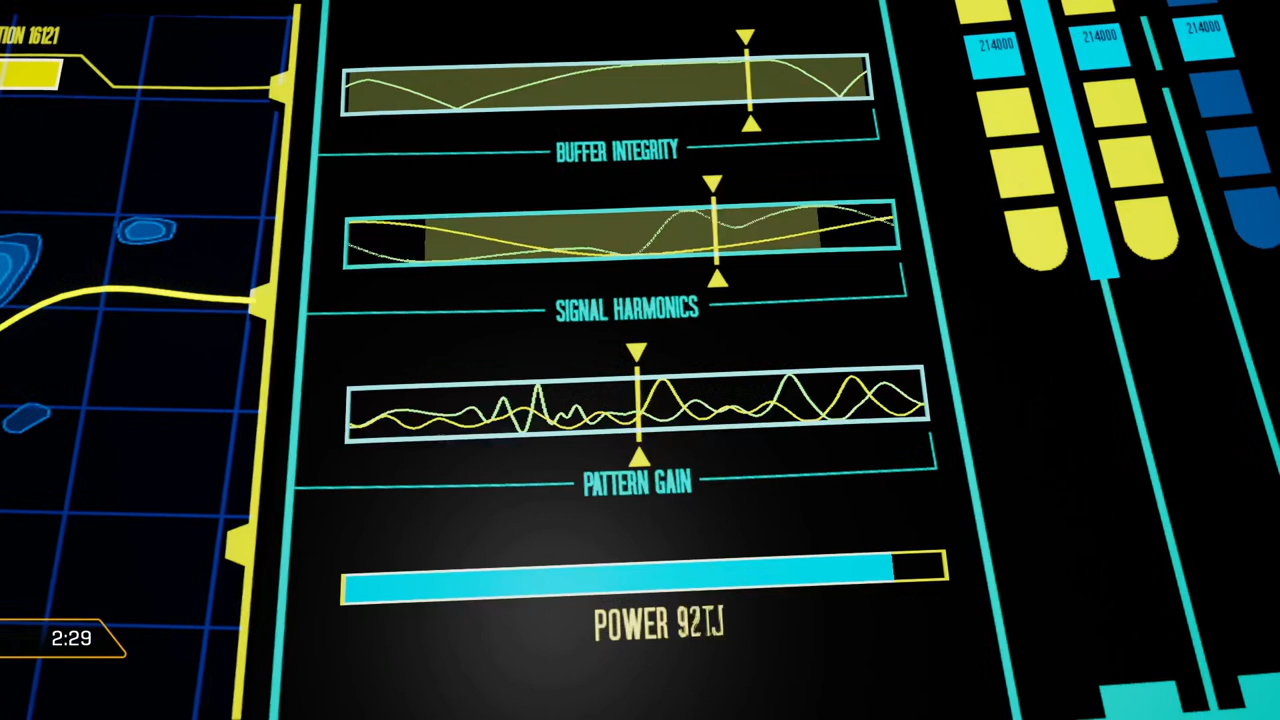 TION 16121
214000
214000
214000
BUFFER INTEGRITY
SIGNAL HARMONICS
PATTERN GAIN
POWER 92TJ
2:29